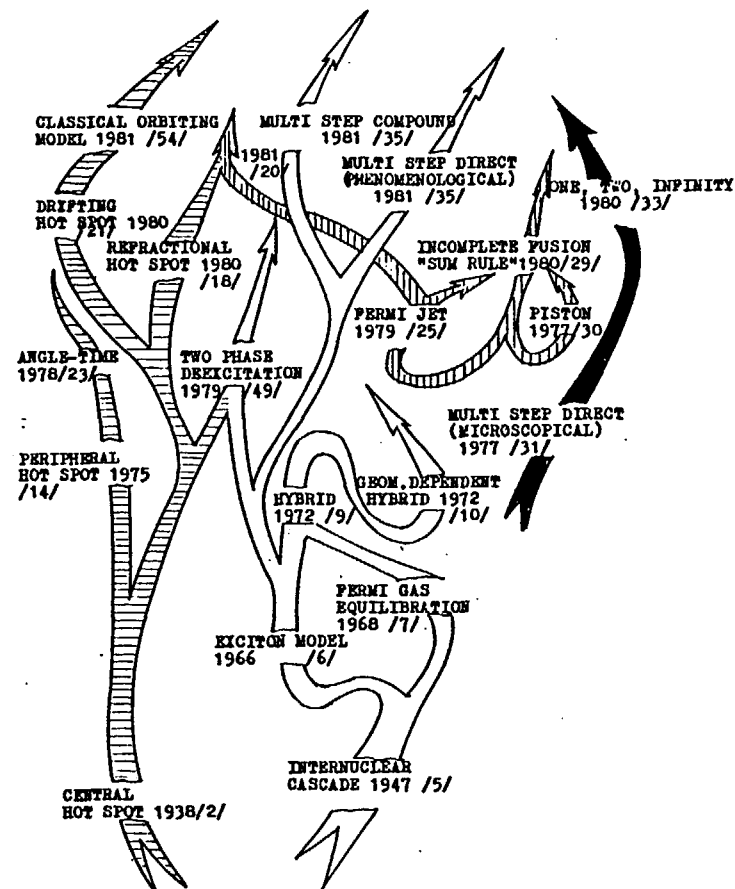 CLASSICAL ORBITING
MODEL 1981 /54/
MULTI STEP COMPOUND
1981 /35/
1981
/20/
MULTI STEP DIRECT
(PHENOMENOLOGICAL)
1981 /35/
ONE, TWO, INFINITY
1980 /33/
DRIFTING
HOT SPOT 1980
/21/
REFRACTIONAL
HOT SPOT 1980
/18/
INCOMPLETE FUSION
"SUM RULE"1980/29/
FERMI JET
1979 /25/
PISTON
1977/30
ANGLE-TIME
1978/23/
TWO PHASE
DEEXCITATION
1979 /49/
MULTI STEP DIRECT
(MICROSCOPICAL)
1977 /31/
PERIPHERAL
HOT SPOT 1975
/14/
HYBRID
1972 /9/
GEOM.DEPENDENT
HYBRID 1972
/10/
FERMI GAS
EQUILIBRATION
1968 /7/
EXCITON MODEL
1966 /6/
INTERNUCLEAR
CASCADE 1947 /5/
CENTRAL
HOT SPOT 1938/2/